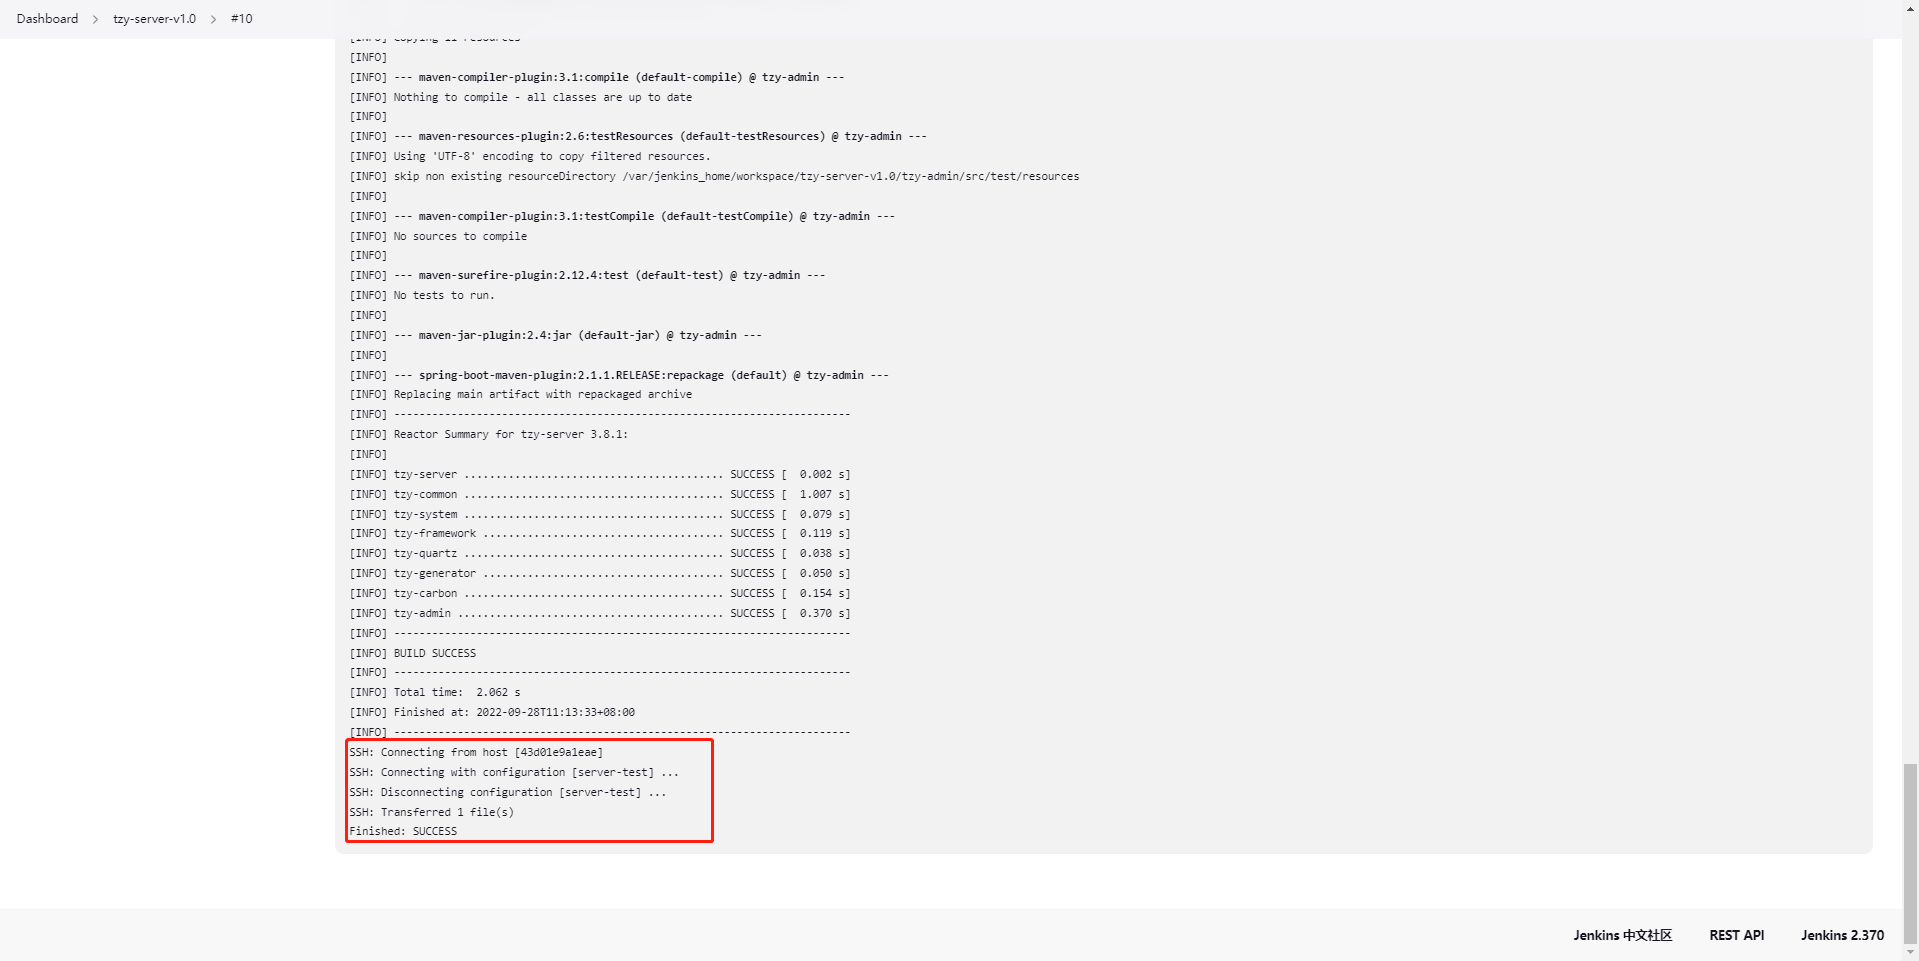 Dashboard > tzy-server-v1.0 > #10
[INFO] Copying 11 resources
[INFO]
[INFO] --- maven-compiler-plugin:3.1:compile (default-compile) @ tzy-admin ---
[INFO] Nothing to compile - all classes are up to date
[INFO]
[INFO] --- maven-resources-plugin:2.6:testResources (default-testResources) @ tzy-admin ---
[INFO] Using 'UTF-8' encoding to copy filtered resources.
[INFO] skip non existing resourceDirectory /var/jenkins_home/workspace/tzy-server-v1.0/tzy-admin/src/test/resources
[INFO]
[INFO] --- maven-compiler-plugin:3.1:testCompile (default-testCompile) @ tzy-admin ---
[INFO] No sources to compile
[INFO]
[INFO] --- maven-surefire-plugin:2.12.4:test (default-test) @ tzy-admin ---
[INFO] No tests to run.
[INFO]
[INFO] --- maven-jar-plugin:2.4:jar (default-jar) @ tzy-admin ---
[INFO]
[INFO] --- spring-boot-maven-plugin:2.1.1.RELEASE:repackage (default) @ tzy-admin ---
[INFO] Replacing main artifact with repackaged archive
[INFO] ------------------------------------------------------------------------
[INFO] Reactor Summary for tzy-server 3.8.1:
[INFO]
[INFO] tzy-server ......................................... SUCCESS [  0.002 s]
[INFO] tzy-common ......................................... SUCCESS [  1.007 s]
[INFO] tzy-system ......................................... SUCCESS [  0.079 s]
[INFO] tzy-framework ...................................... SUCCESS [  0.119 s]
[INFO] tzy-quartz ......................................... SUCCESS [  0.038 s]
[INFO] tzy-generator ...................................... SUCCESS [  0.050 s]
[INFO] tzy-carbon ......................................... SUCCESS [  0.154 s]
[INFO] tzy-admin .......................................... SUCCESS [  0.370 s]
[INFO] ------------------------------------------------------------------------
[INFO] BUILD SUCCESS
[INFO] ------------------------------------------------------------------------
[INFO] Total time:  2.062 s
[INFO] Finished at: 2022-09-28T11:13:33+08:00
[INFO] ------------------------------------------------------------------------
SSH: Connecting from host [43d01e9a1eae]
SSH: Connecting with configuration [server-test] ...
SSH: Disconnecting configuration [server-test] ...
SSH: Transferred 1 file(s)
Finished: SUCCESS
Jenkins 中文社区 REST API Jenkins 2.370